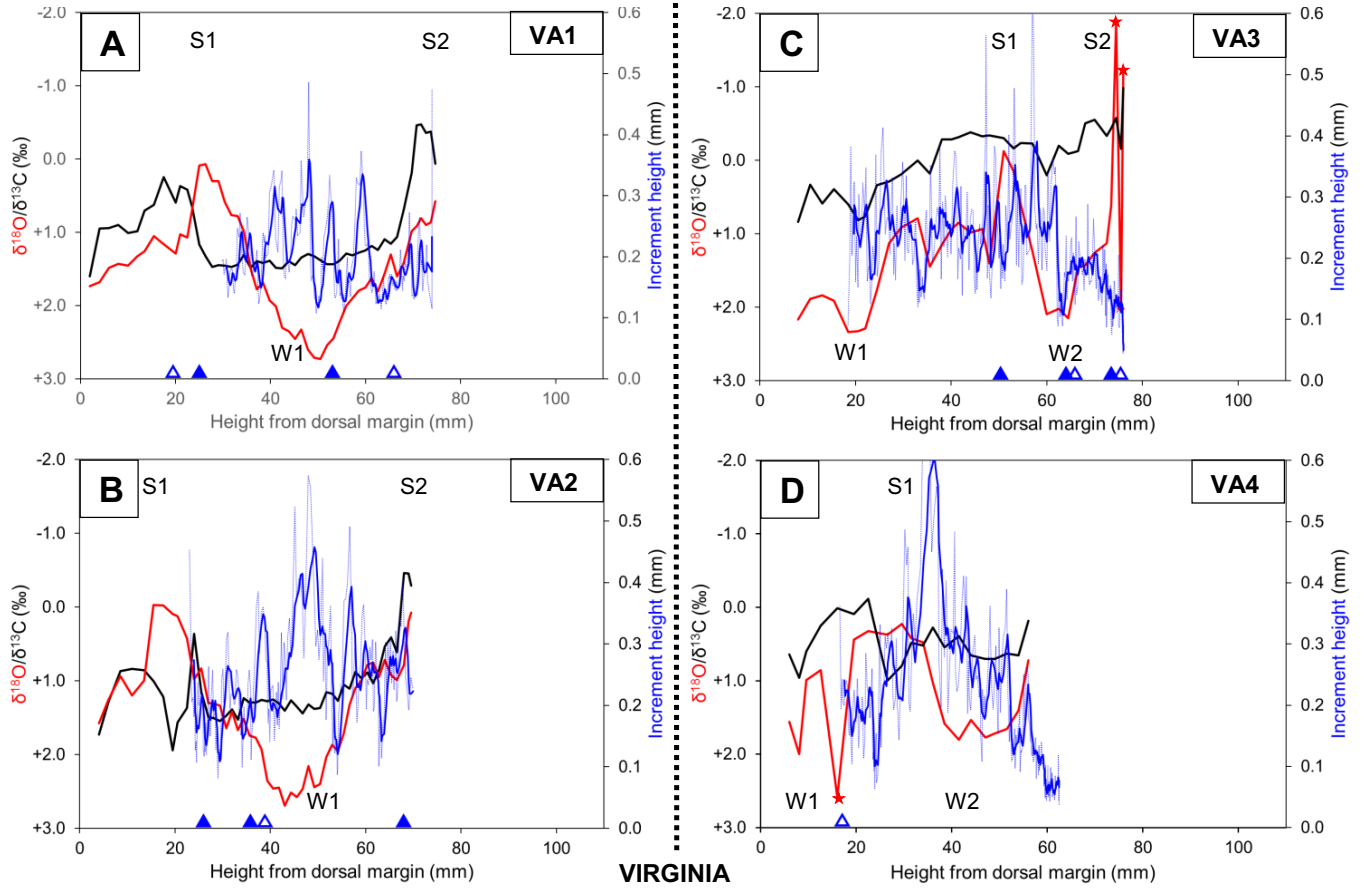 A
S1
S2
VA1
-2.0
-1.0
0.0
+1.0
+2.0
+3.0
δ18O/δ13C (‰)
0.6
0.5
0.4
0.3
0.2
0.1
0.0
Increment height (mm)
W1
0 20 40 60 80 100
Height from dorsal margin (mm)
C
S1
S2
VA3
-2.0
-1.0
0.0
+1.0
+2.0
+3.0
δ18O/δ13C (‰)
0.6
0.5
0.4
0.3
0.2
0.1
0.0
Increment height (mm)
W1
W2
0 20 40 60 80 100
Height from dorsal margin (mm)
B
S1
S2
VA2
-2.0
-1.0
0.0
+1.0
+2.0
+3.0
δ18O/δ13C (‰)
0.6
0.5
0.4
0.3
0.2
0.1
0.0
Increment height (mm)
W1
0 20 40 60 80 100
Height from dorsal margin (mm)
D
S1
VA4
-2.0
-1.0
0.0
+1.0
+2.0
+3.0
δ18O/δ13C (‰)
0.6
0.5
0.4
0.3
0.2
0.1
0.0
Increment height (mm)
W1
W2
0 20 40 60 80 100
Height from dorsal margin (mm)
VIRGINIA